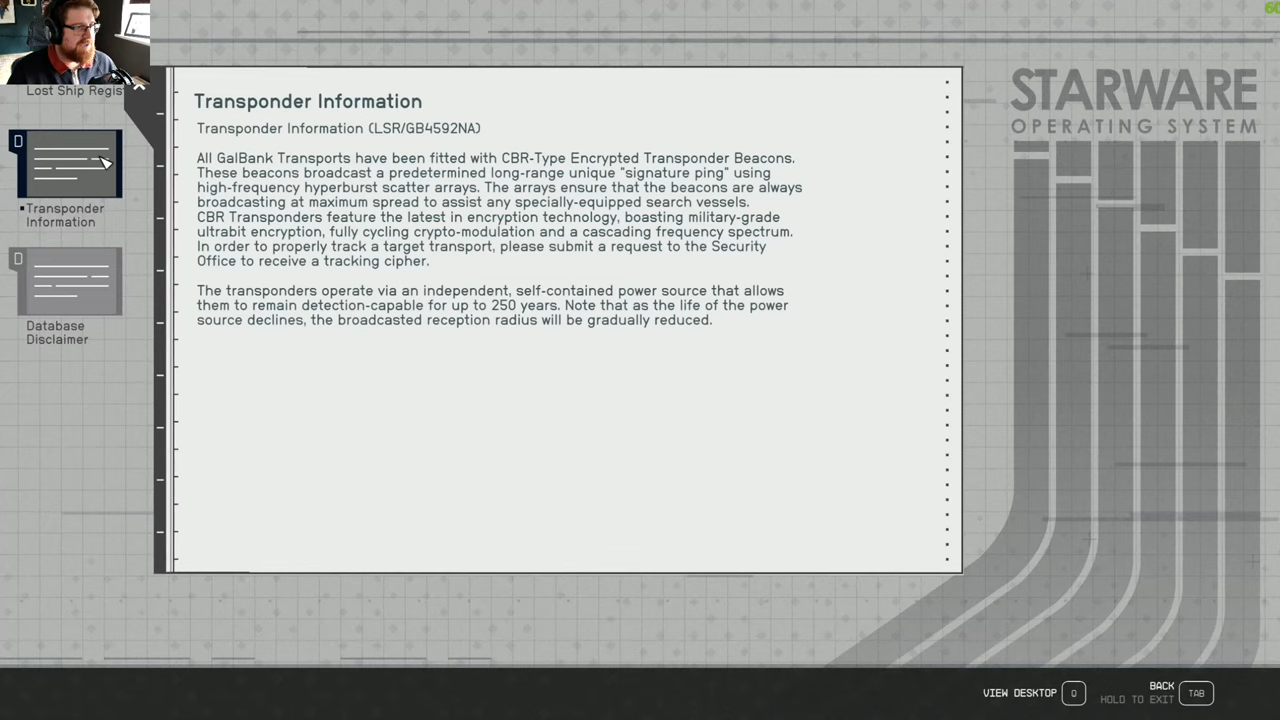 60
Lost Ship Regist
D
Transponder
Information
D
Database
Disclaimer
Transponder Information
Transponder Information (LSR/GB4592NA)
All GalBank Transports have been fitted with CBR-Type Encrypted Transponder Beacons.
These beacons broadcast a predetermined long-range unique "signature ping" using
high-frequency hyperburst scatter arrays. The arrays ensure that the beacons are always
broadcasting at maximum spread to assist any specially-equipped search vessels.
CBR Transponders feature the latest in encryption technology, boasting military-grade
ultrabit encryption, fully cycling crypto-modulation and a cascading frequency spectrum.
In order to properly track a target transport, please submit a request to the Security
Office to receive a tracking cipher.
The transponders operate via an independent, self-contained power source that allows
them to remain detection-capable for up to 250 years. Note that as the life of the power
source declines, the broadcasted reception radius will be gradually reduced.
STARWARE
OPERATING SYSTEM
VIEW DESKTOP Q
BACK
HOLD TO EXIT
TAB